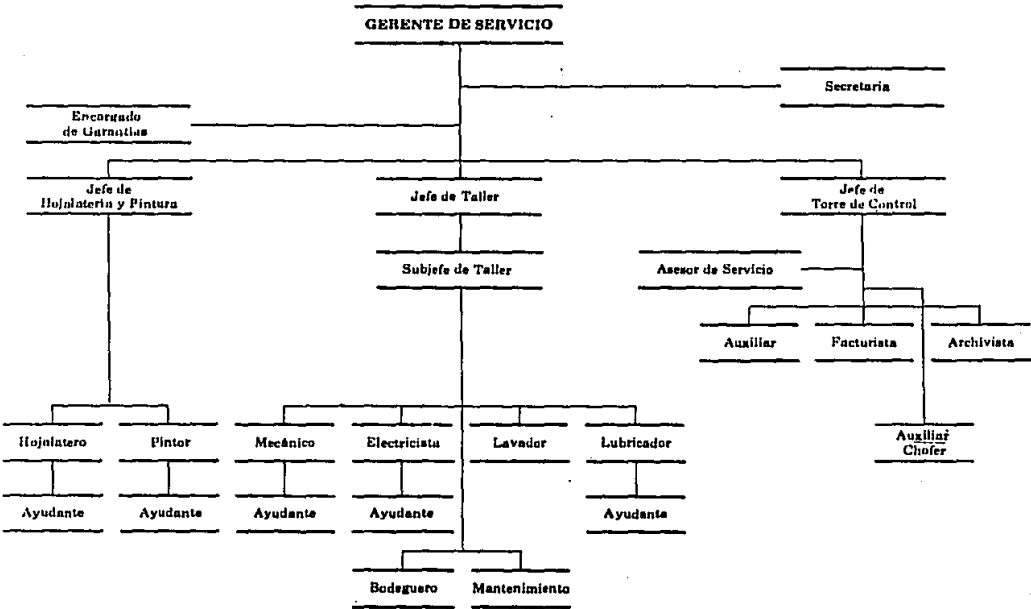 GERENTE DE SERVICIO
Secretaria
Encargado
de Garantías
Jefe de
Hojalatería y Pintura
Jefe de Taller
Jefe de
Torre de Control
Subjefe de Taller
Asesor de Servicio
Auxiliar
Facturista
Archivista
Hojalatero
Pintor
Mecánico
Electricista
Lavador
Lubricador
Auxiliar
Chofer
Ayudante
Ayudante
Ayudante
Ayudante
Ayudante
Bodeguero
Mantenimiento